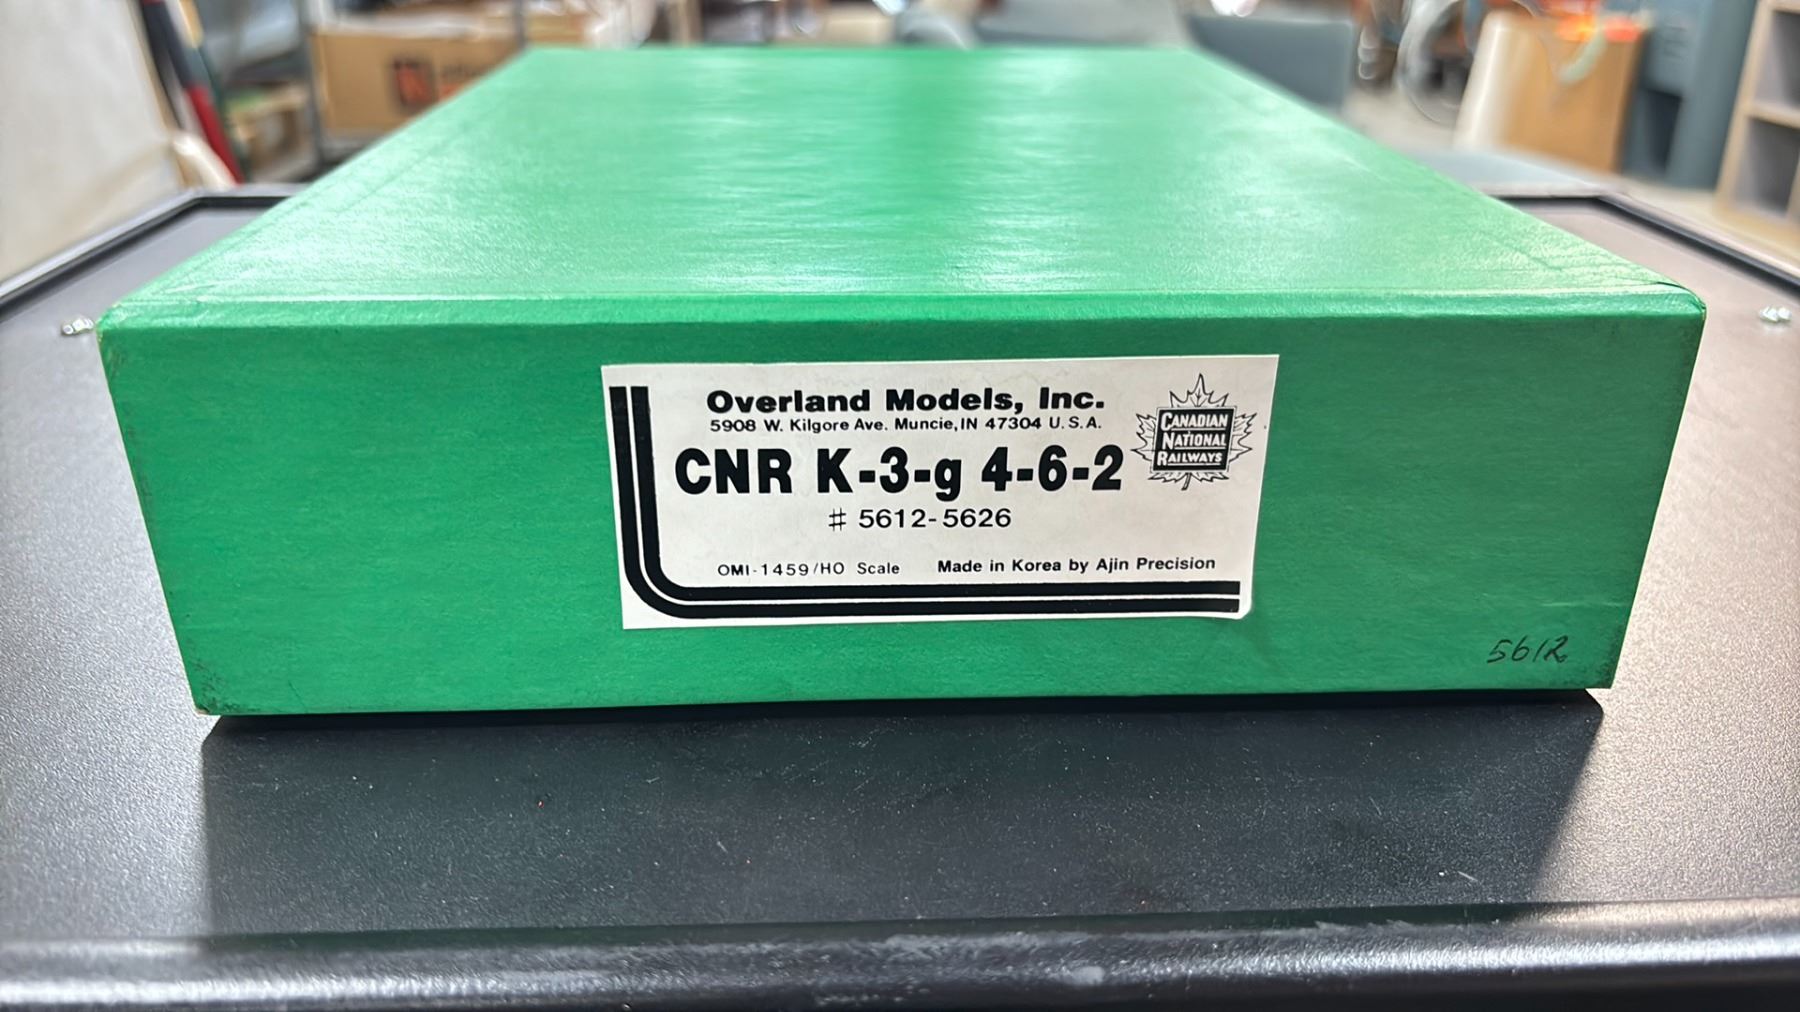 Overland Models, Inc.
5908 W. Kilgore Ave. Muncie, IN 47304 U.S.A.
CNR K-3-g 4-6-2
# 5612-5626
CANADIAN
NATIONAL
RAILWAYS
OMI-1459/HO Scale Made in Korea by Ajin Precision
5612